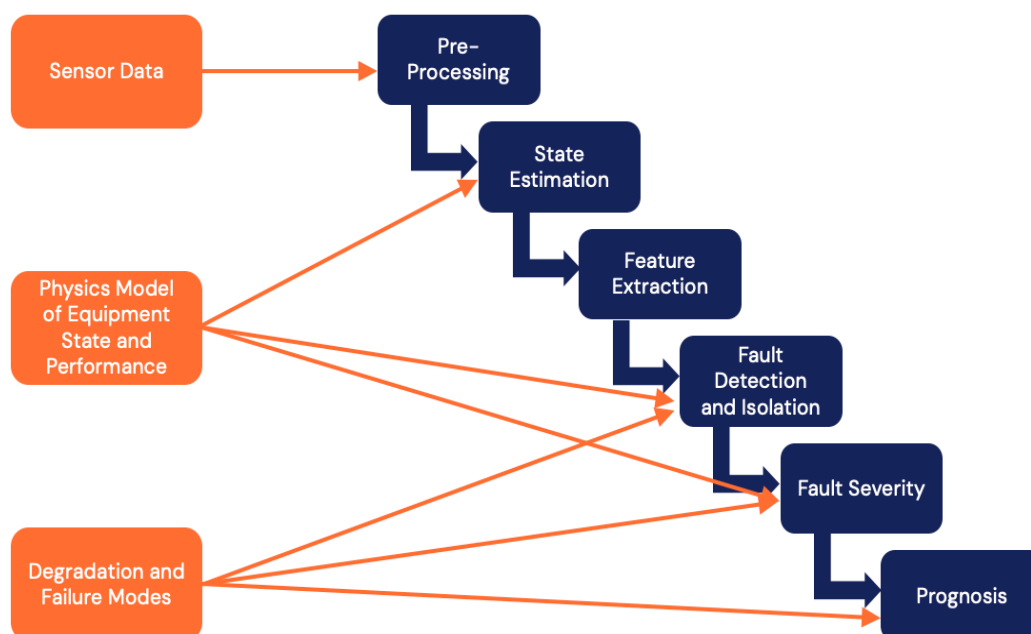 Sensor Data
Pre-
Processing
State
Estimation
Feature
Extraction
Physics Model
of Equipment
State and
Performance
Fault
Detection
and Isolation
Fault Severity
Degradation and
Failure Modes
Prognosis